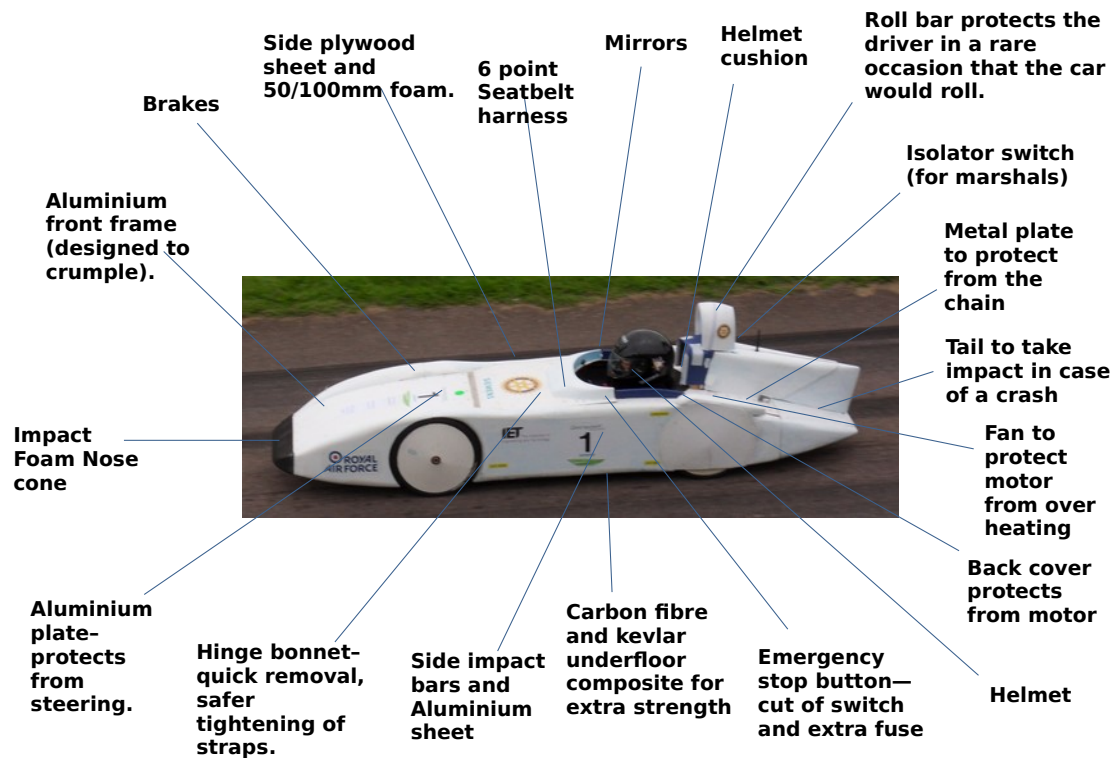 Roll bar protects the
driver in a rare
occasion that the car
would roll.
Helmet
cushion
Mirrors
Side plywood
sheet and
50/100mm foam.
6 point
Seatbelt
harness
Brakes
Isolator switch
(for marshals)
Aluminium
front frame
(designed to
crumple).
Metal plate
to protect
from the
chain
Tail to take
impact in case
of a crash
Impact
Foam Nose
cone
Fan to
protect
motor
from over
heating
IET
1
ROYAL
AIR FORCE
Back cover
protects
from motor
Aluminium
plate–
protects
from
steering.
Hinge bonnet–
quick removal,
safer
tightening of
straps.
Side impact
bars and
Aluminium
sheet
Carbon fibre
and kevlar
underfloor
composite for
extra strength
Emergency
stop button—
cut of switch
and extra fuse
Helmet